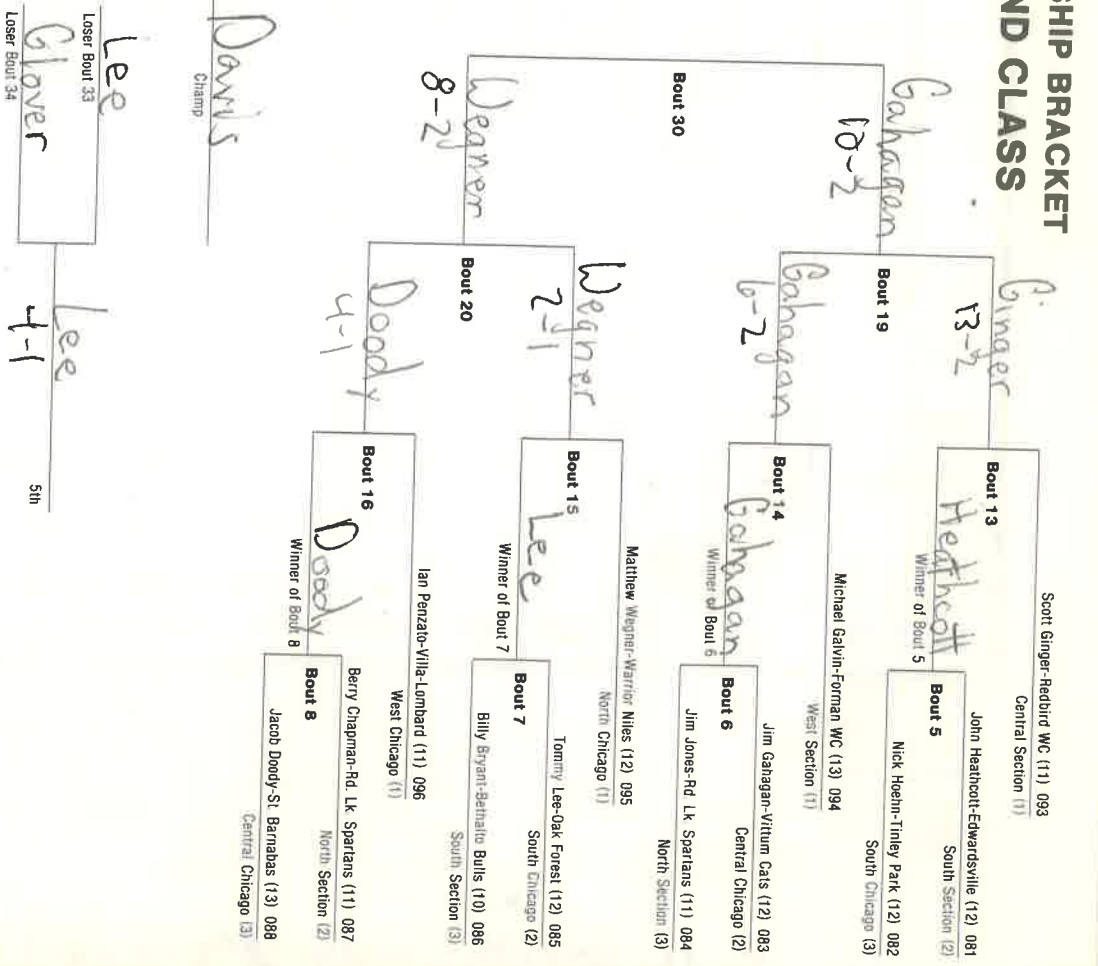 SHIP BRACKET
ND CLASS
Scott Ginger-Redbird WC (11) 093
Central Section (1)
Ginger
13-2
Bout 13
Heathcott
Winner of Bout 5
John Heathcott-Edwardsville (12) 081
South Section (2)
Bout 5
Nick Hoehn-Tinley Park (12) 082
South Chicago (3)
Gahagan
10-2
Bout 19
Michael Galvin-Forman WC (13) 094
West Section (1)
Gahagan
6-2
Bout 14
Gahagan
Winner of Bout 6
Jim Gahagan-Vittum Cats (12) 083
Central Chicago (2)
Bout 6
Jim Jones-Rd. Lk Spartans (11) 084
North Section (3)
Bout 30
Matthew Wegner-Warrior Niles (12) 095
North Chicago (1)
Wegner
2-1
Bout 15
Lee
Winner of Bout 7
Tommy Lee-Oak Forest (12) 085
South Chicago (2)
Bout 7
Billy Bryant-Bethalto Bulls (10) 086
South Section (3)
Wegner
8-2
Bout 20
Ian Penzato-Villa-Lombard (11) 096
West Chicago (1)
Doody
4-1
Bout 16
Doody
Winner of Bout 8
Berry Chapman-Rd. Lk Spartans (11) 087
North Section (2)
Bout 8
Jacob Doody-St. Barnabas (13) 088
Central Chicago (3)
Davis
Champ
Lee
Loser Bout 33
Glover
Loser Bout 34
Lee
4-1
5th